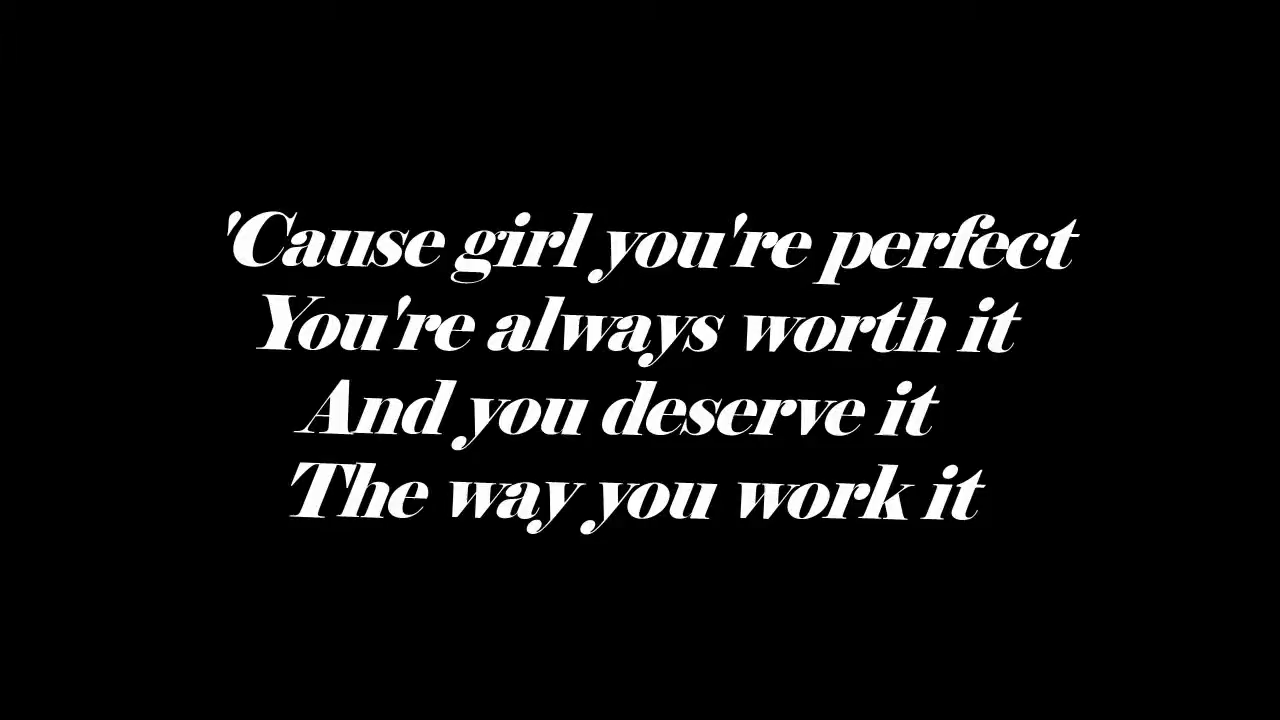 'Cause girl you're perfect
You're always worth it
And you deserve it
The way you work it